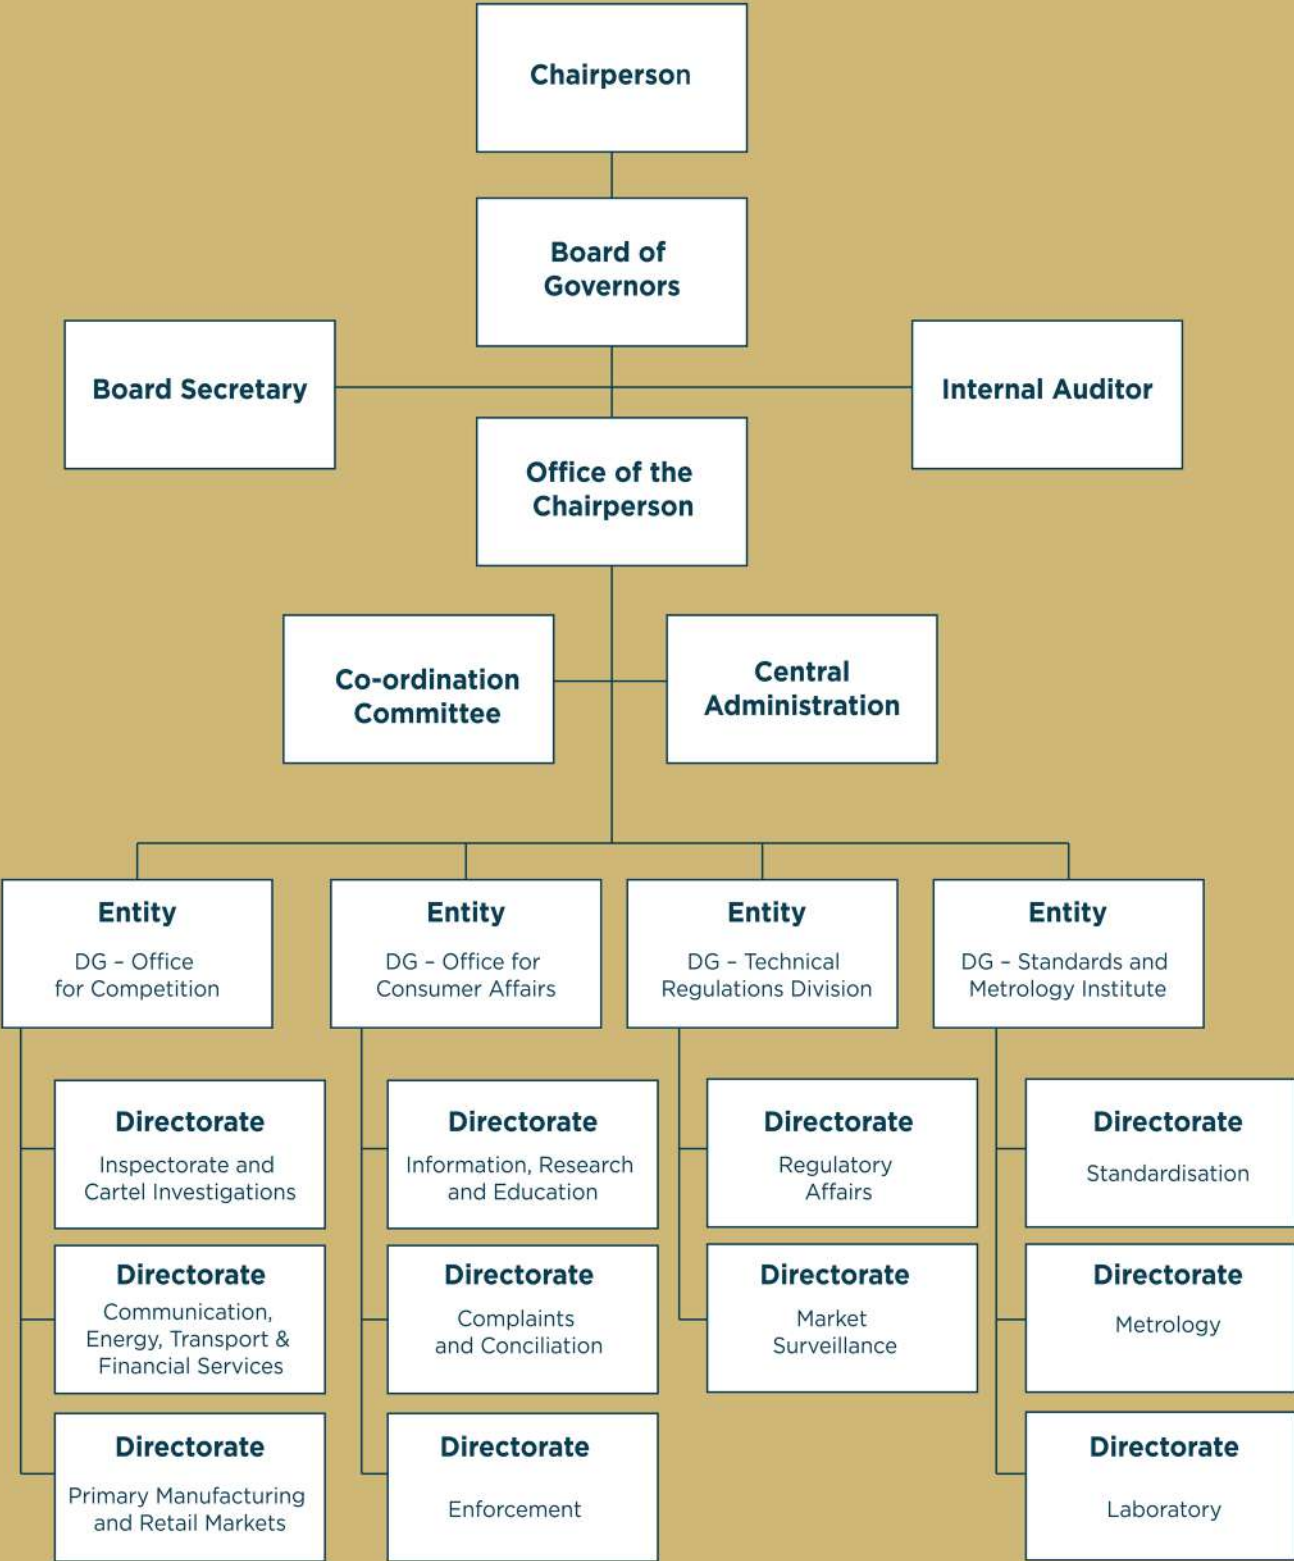 Chairperson
Board of
Governors
Board Secretary
Internal Auditor
Office of the
Chairperson
Co-ordination
Committee
Central
Administration
Entity
DG – Office
for Competition
Entity
DG – Office for
Consumer Affairs
Entity
DG – Technical
Regulations Division
Entity
DG – Standards and
Metrology Institute
Directorate
Inspectorate and
Cartel Investigations
Directorate
Information, Research
and Education
Directorate
Regulatory
Affairs
Directorate
Standardisation
Directorate
Communication,
Energy, Transport &
Financial Services
Directorate
Complaints
and Conciliation
Directorate
Market
Surveillance
Directorate
Metrology
Directorate
Primary Manufacturing
and Retail Markets
Directorate
Enforcement
Directorate
Laboratory